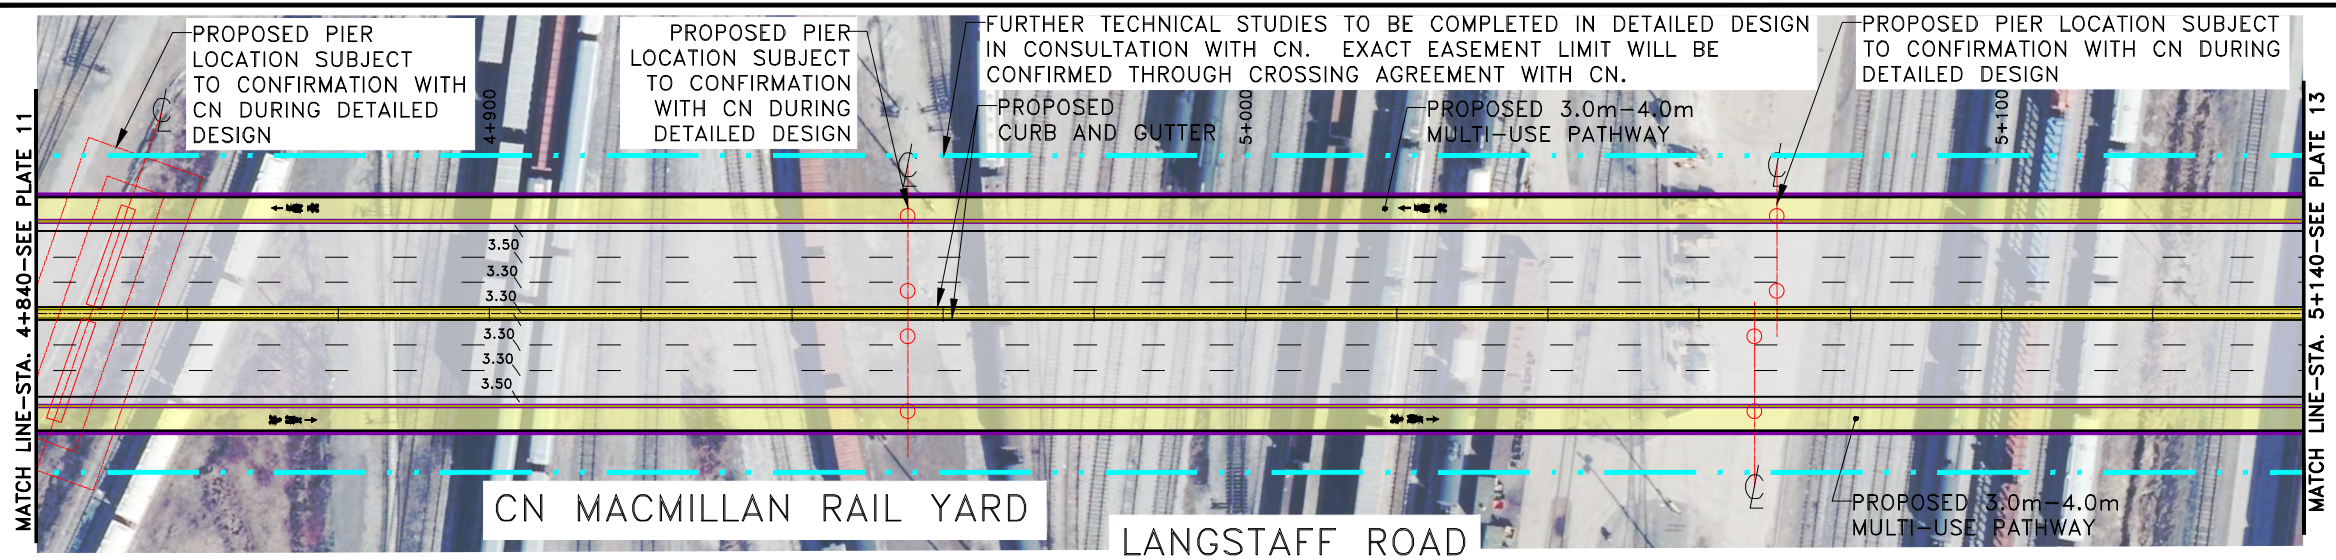 PROPOSED PIER
LOCATION SUBJECT
TO CONFIRMATION WITH
CN DURING DETAILED
DESIGN
PROPOSED PIER
LOCATION SUBJECT
TO CONFIRMATION
WITH CN DURING
DETAILED DESIGN
FURTHER TECHNICAL STUDIES TO BE COMPLETED IN DETAILED DESIGN
IN CONSULTATION WITH CN. EXACT EASEMENT LIMIT WILL BE
CONFIRMED THROUGH CROSSING AGREEMENT WITH CN.
PROPOSED PIER LOCATION SUBJECT
TO CONFIRMATION WITH CN DURING
DETAILED DESIGN
PROPOSED
CURB AND GUTTER
PROPOSED 3.0m-4.0m
MULTI-USE PATHWAY
4+900
5+000
5+100
MATCH LINE-STA. 4+840-SEE PLATE 11
MATCH LINE-STA. 5+140-SEE PLATE 13
℄
℄
℄
3.50
3.30
3.30
3.30
3.30
3.50
℄
PROPOSED 3.0m-4.0m
MULTI-USE PATHWAY
CN MACMILLAN RAIL YARD
LANGSTAFF ROAD